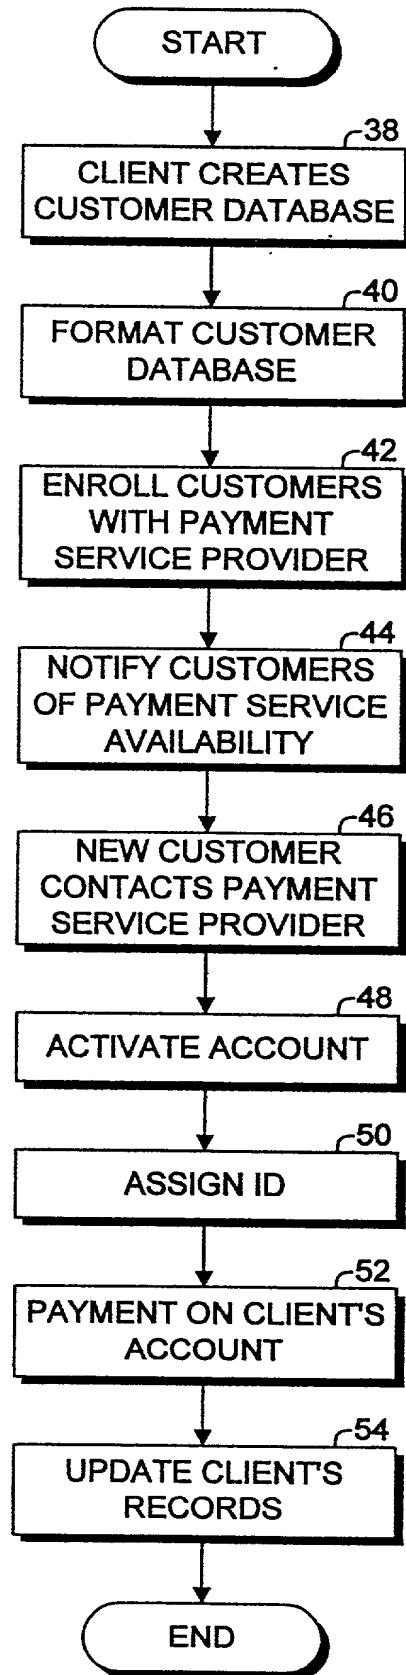 START
38
CLIENT CREATES
CUSTOMER DATABASE
40
FORMAT CUSTOMER
DATABASE
42
ENROLL CUSTOMERS
WITH PAYMENT
SERVICE PROVIDER
44
NOTIFY CUSTOMERS
OF PAYMENT SERVICE
AVAILABILITY
46
NEW CUSTOMER
CONTACTS PAYMENT
SERVICE PROVIDER
48
ACTIVATE ACCOUNT
50
ASSIGN ID
52
PAYMENT ON CLIENT'S
ACCOUNT
54
UPDATE CLIENT'S
RECORDS
END